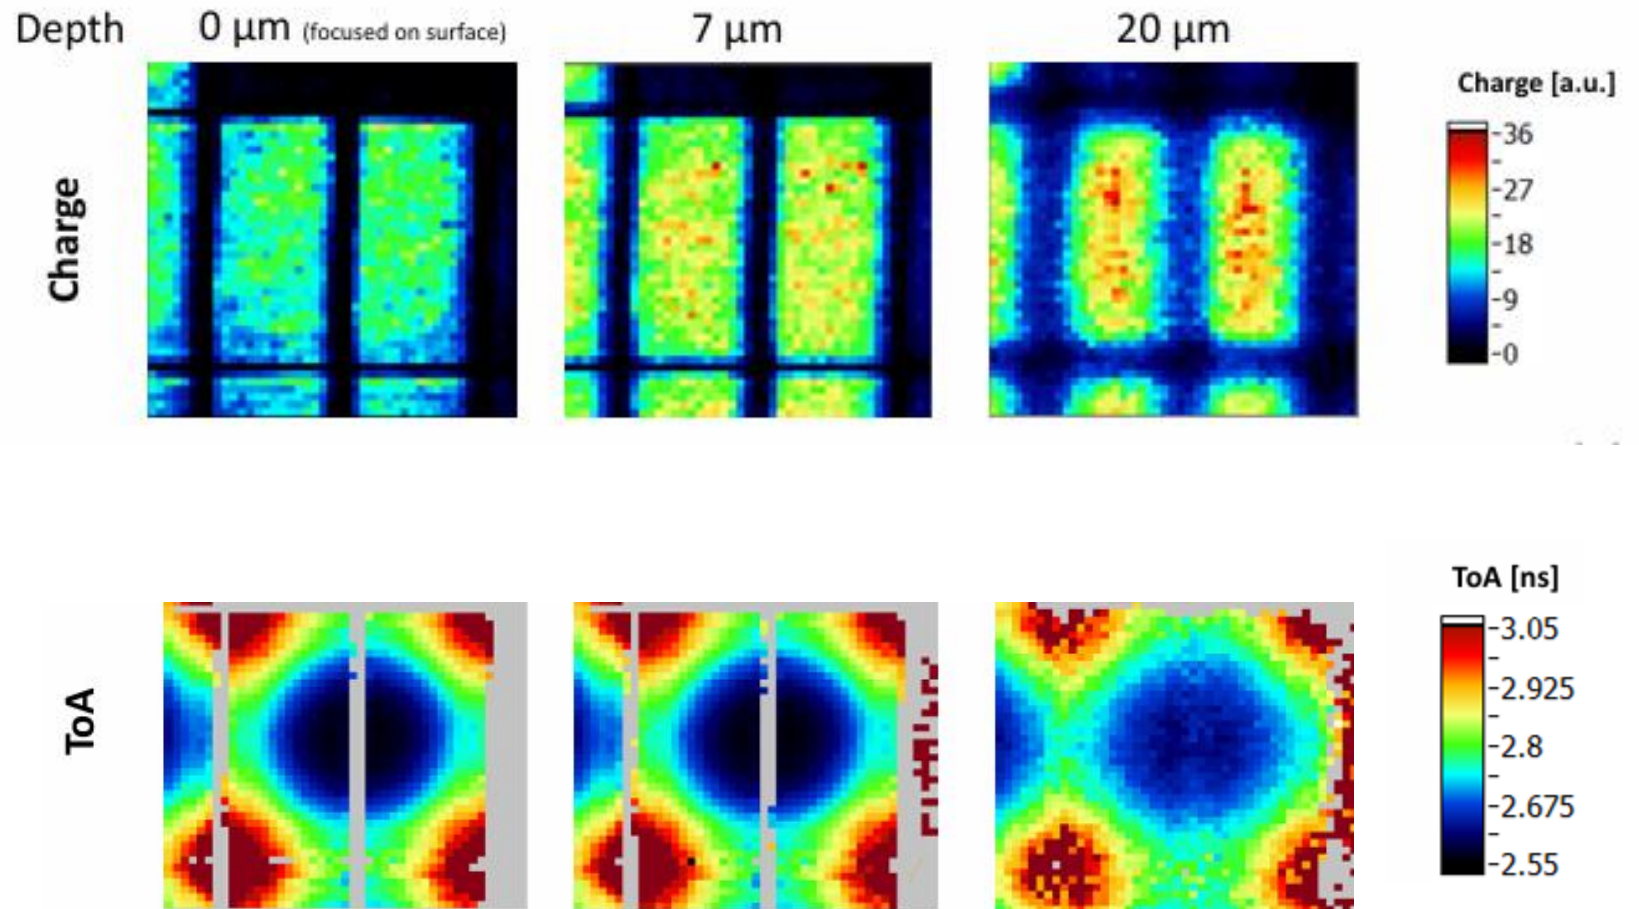 Depth
0 µm (focused on surface)
7 µm
20 µm
Charge [a.u.]
36
27
18
9
0
Charge
ToA [ns]
3.05
2.925
2.8
2.675
2.55
ToA